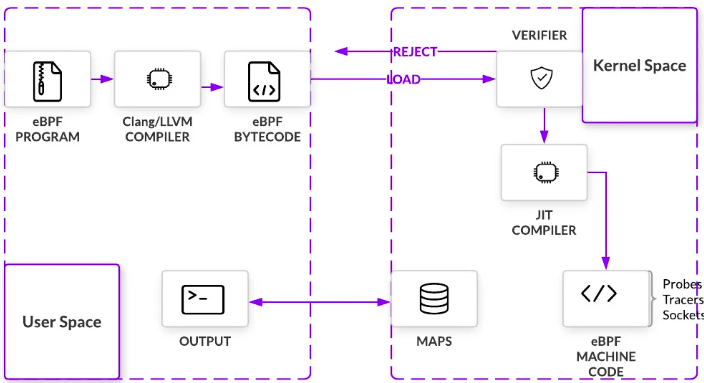 VERIFIER
Kernel Space
REJECT
LOAD
eBPF
PROGRAM
Clang/LLVM
COMPILER
eBPF
BYTECODE
JIT
COMPILER
User Space
OUTPUT
MAPS
eBPF
MACHINE
CODE
Probes
Tracers
Sockets